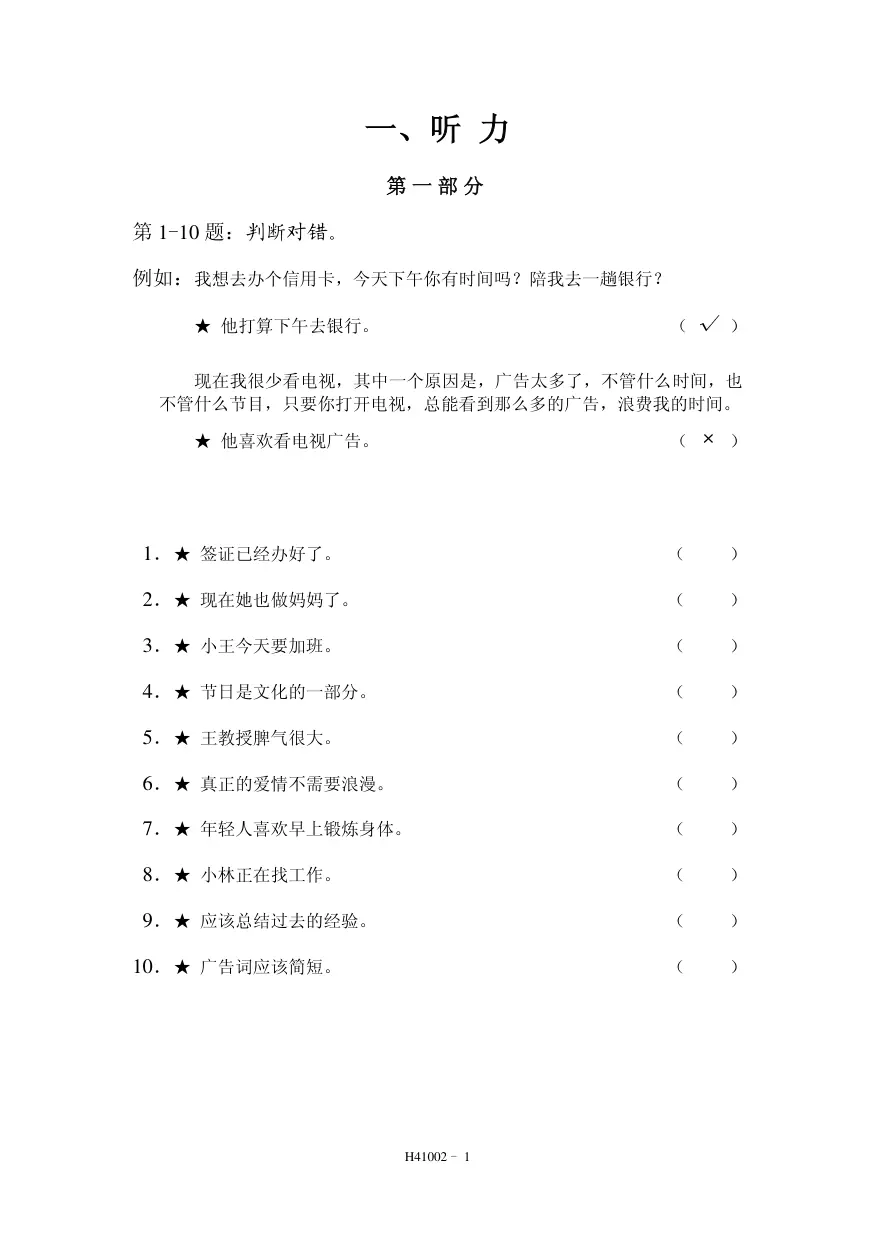 一、听 力
第 一 部 分
第 1-10 题：判断对错。
例如：我想去办个信用卡，今天下午你有时间吗？陪我去一趟银行？
★ 他打算下午去银行。 （ √ ）
现在我很少看电视，其中一个原因是，广告太多了，不管什么时间，也
不管什么节目，只要你打开电视，总能看到那么多的广告，浪费我的时间。
★ 他喜欢看电视广告。 （ × ）
1．★ 签证已经办好了。 （ ）
2．★ 现在她也做妈妈了。 （ ）
3．★ 小王今天要加班。 （ ）
4．★ 节日是文化的一部分。 （ ）
5．★ 王教授脾气很大。 （ ）
6．★ 真正的爱情不需要浪漫。 （ ）
7．★ 年轻人喜欢早上锻炼身体。 （ ）
8．★ 小林正在找工作。 （ ）
9．★ 应该总结过去的经验。 （ ）
10．★ 广告词应该简短。 （ ）
H41002 - 1